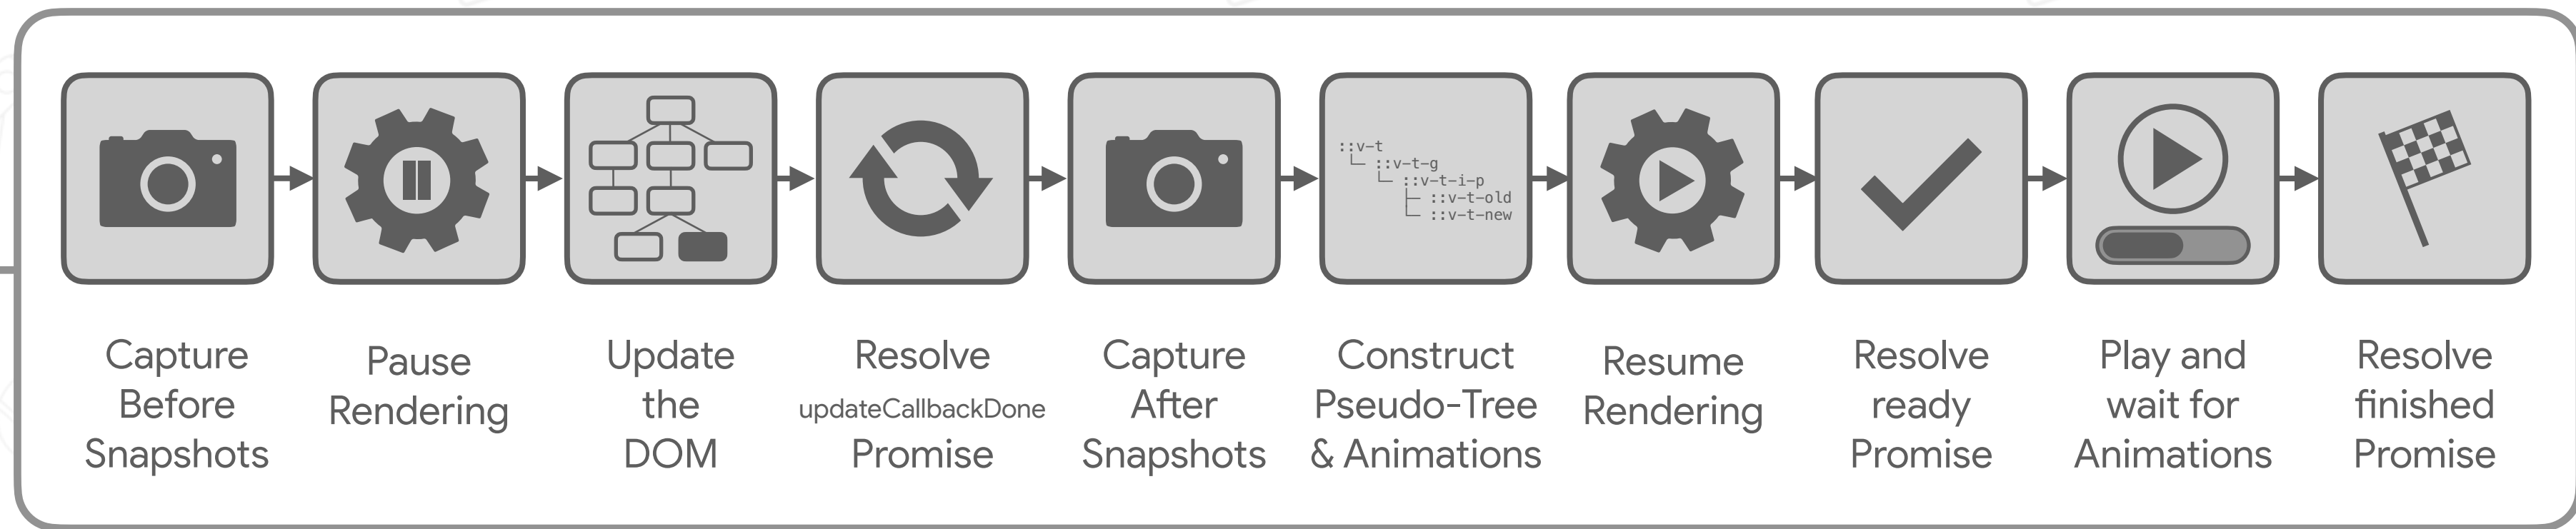 ::v-t
└─ ::v-t-g
└─ ::v-t-i-p
├─ ::v-t-old
└─ ::v-t-new
Capture
Before
Snapshots
Pause
Rendering
Update
the
DOM
Resolve
updateCallbackDone
Promise
Capture
After
Snapshots
Construct
Pseudo-Tree
& Animations
Resume
Rendering
Resolve
ready
Promise
Play and
wait for
Animations
Resolve
finished
Promise